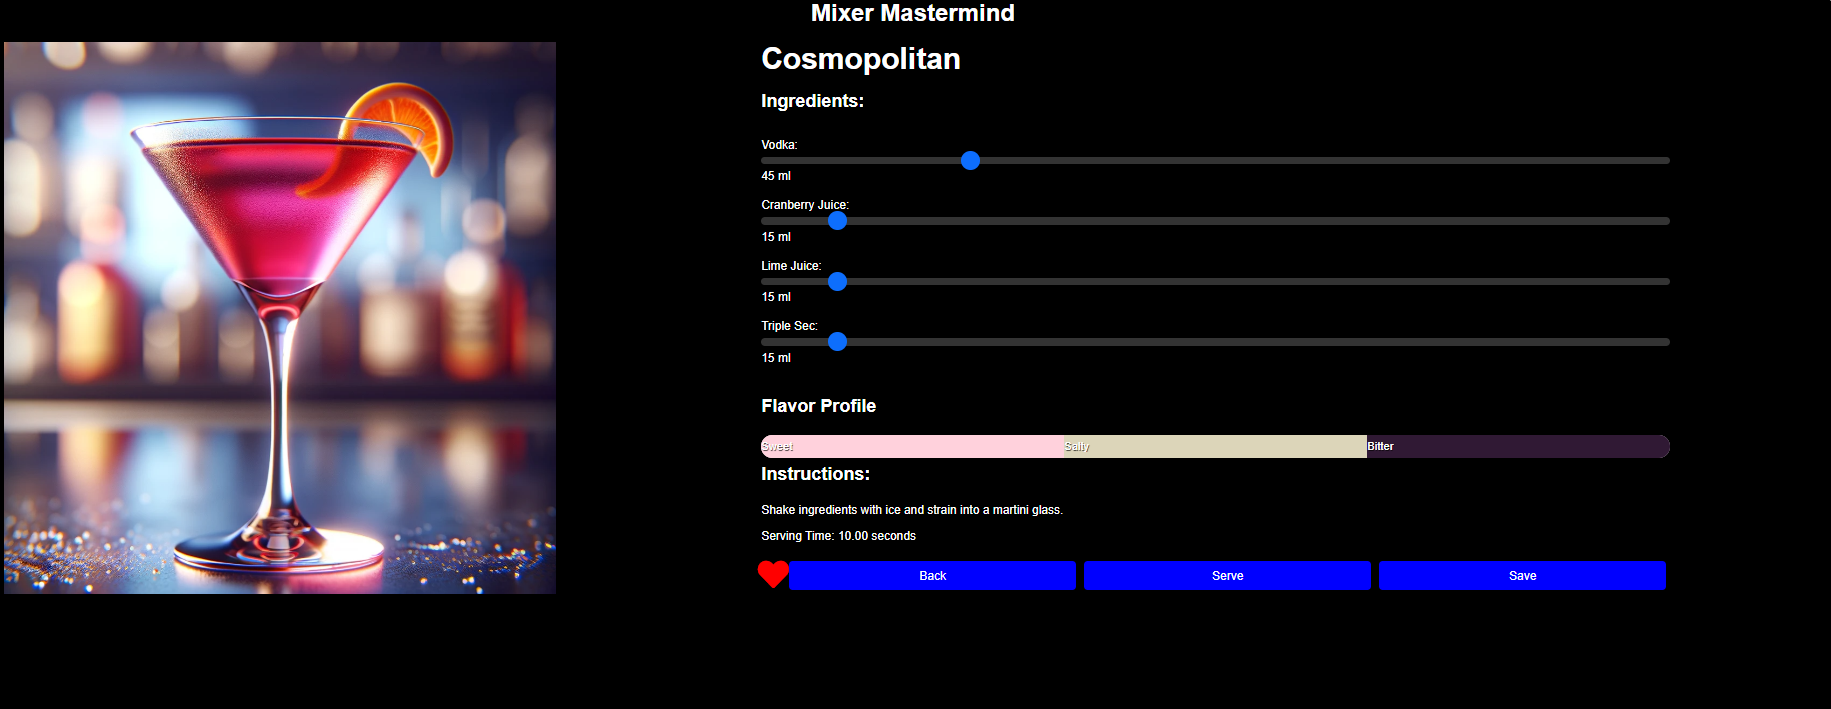 Mixer Mastermind
Cosmopolitan
Ingredients:
Vodka:
45 ml
Cranberry Juice:
15 ml
Lime Juice:
15 ml
Triple Sec:
15 ml
Flavor Profile
Sweet Salty Bitter
Instructions:
Shake ingredients with ice and strain into a martini glass.
Serving Time: 10.00 seconds
Back Serve Save